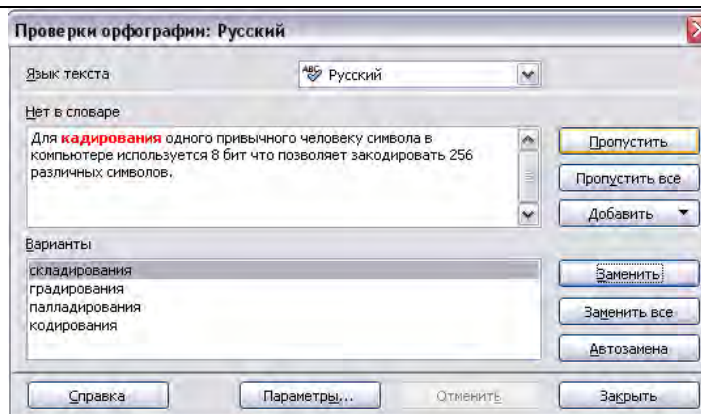 Проверки орфографии: Русский
Язык текста
Русский
Нет в словаре
Для кадирования одного привычного человеку символа в
компьютере используется 8 бит что позволяет закодировать 256
различных символов.
Пропустить
Пропустить все
Добавить
Варианты
складирования
градирования
палладирования
кодирования
Заменить
Заменить все
Автозамена
Справка
Параметры...
Отменить
Закрыть